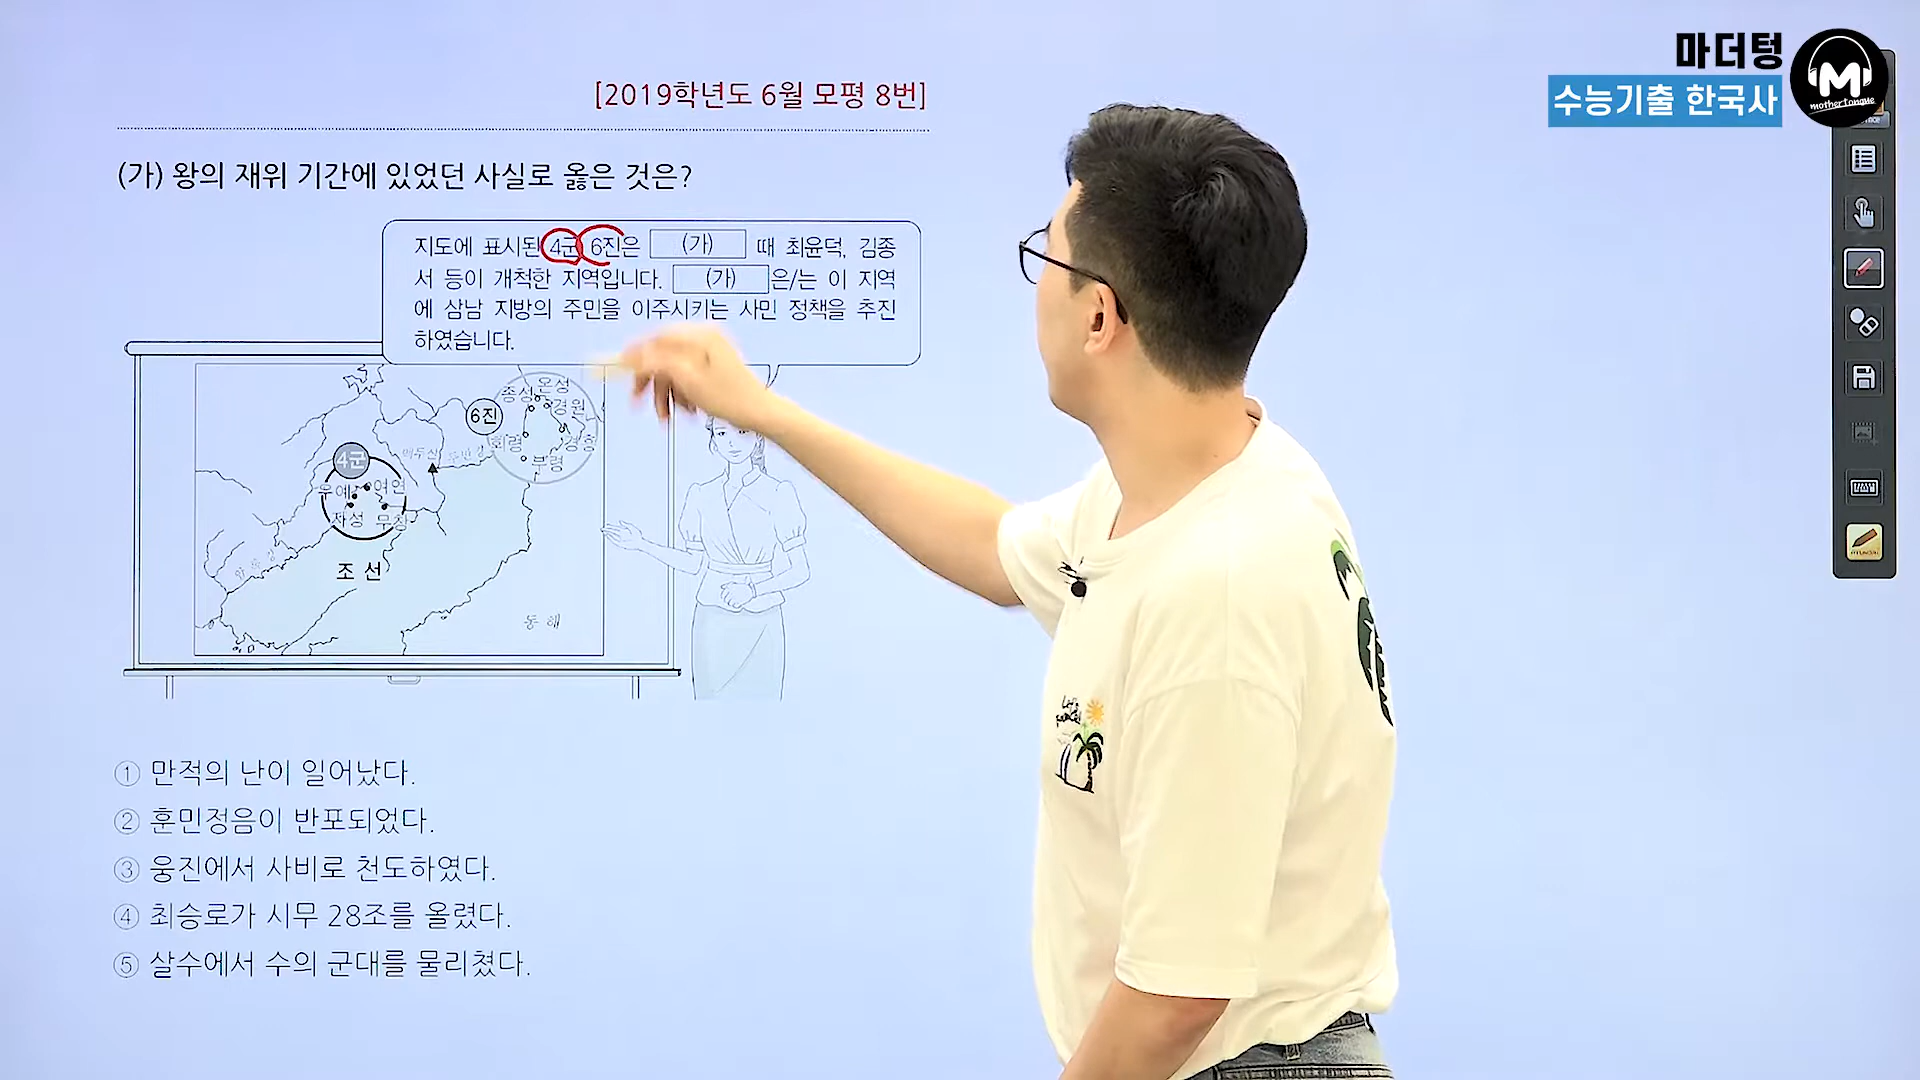 마더텅
수능기출 한국사
M
mothertongue
[2019학년도 6월 모평 8번]
(가) 왕의 재위 기간에 있었던 사실로 옳은 것은?
지도에 표시된 4군 6진은 (가) 때 최윤덕, 김종
서 등이 개척한 지역입니다. (가) 은/는 이 지역
에 삼남 지방의 주민을 이주시키는 사민 정책을 추진
하였습니다.
종성 온성
6진 경원
회령 경흥
부령
백두산 두만강
4군
우예 여연
자성 무창
압록강
조 선
동 해
① 만적의 난이 일어났다.
② 훈민정음이 반포되었다.
③ 웅진에서 사비로 천도하였다.
④ 최승로가 시무 28조를 올렸다.
⑤ 살수에서 수의 군대를 물리쳤다.